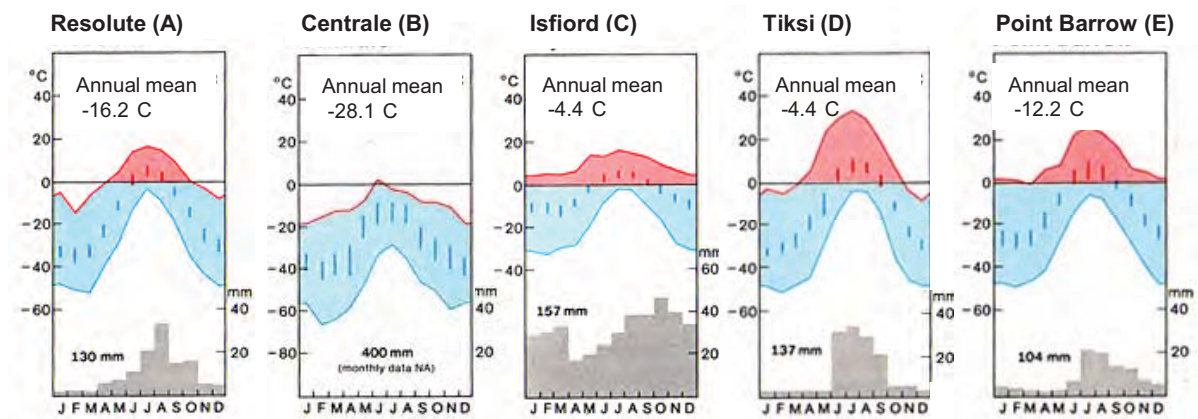 Resolute (A)
°C
Annual mean
-16.2 C
40
20
0
−20
−40
−60
mm
40
20
130 mm
J F M A M J J A S O N D
Centrale (B)
°C
Annual mean
-28.1 C
40
20
0
−20
−40
−60
−80
mm
40
20
400 mm
(monthly data NA)
J F M A M J J A S O N D
Isfiord (C)
°C
Annual mean
-4.4 C
40
20
0
−20
−40
mm
60
40
20
157 mm
J F M A M J J A S O N D
Tiksi (D)
°C
Annual mean
-4.4 C
40
20
0
−20
−40
−60
mm
40
20
137 mm
J F M A M J J A S O N D
Point Barrow (E)
°C
Annual mean
-12.2 C
40
20
0
−20
−40
−60
mm
40
20
104 mm
J F M A M J J A S O N D